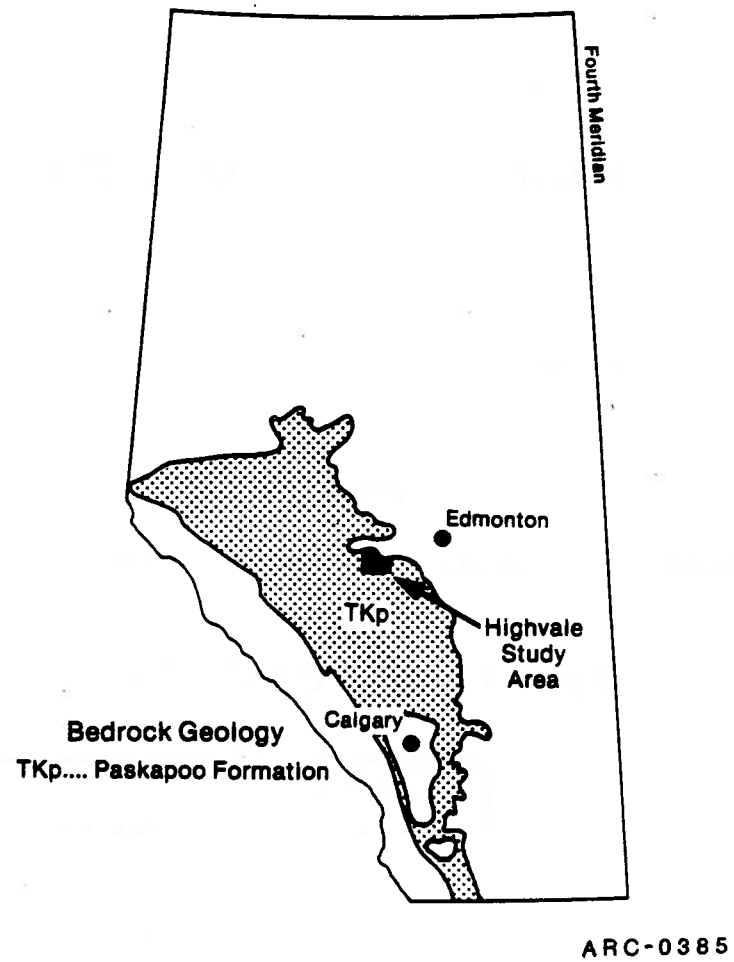 Fourth Meridian
Edmonton
TKp
Highvale
Study
Area
Calgary
Bedrock Geology
TKp.... Paskapoo Formation
ARC-0385